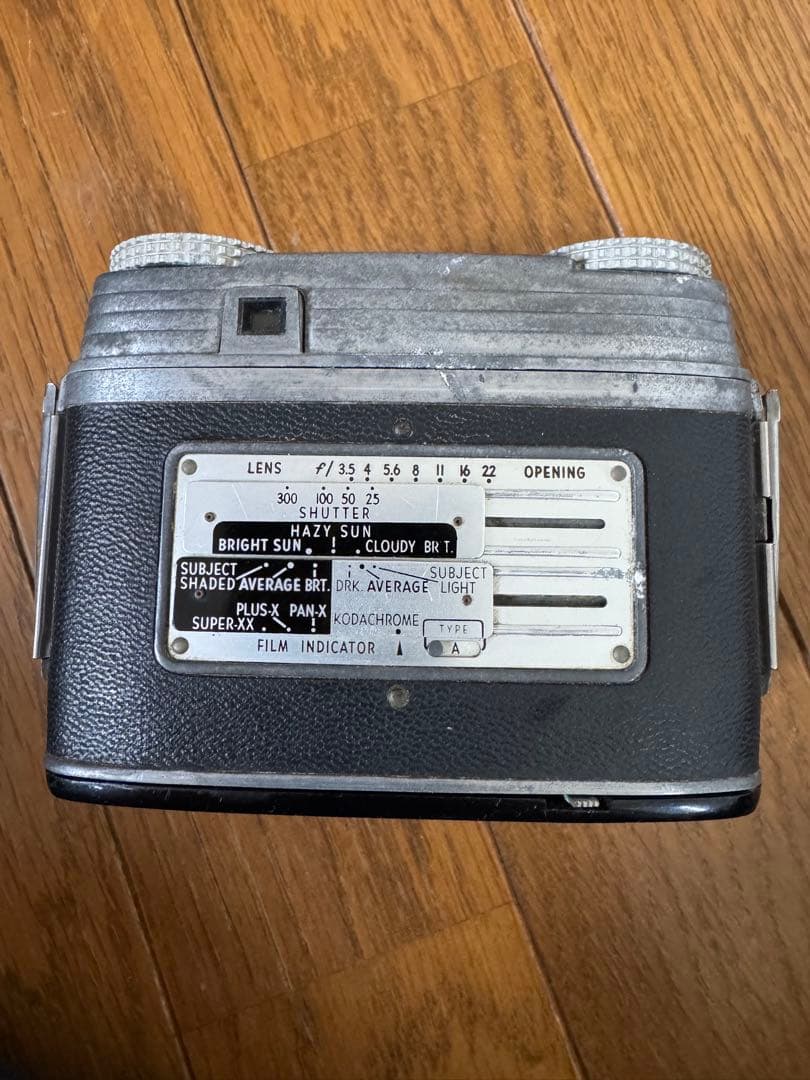 LENS f/ 3.5 4 5.6 8 11 16 22 OPENING
300 100 50 25
SHUTTER
HAZY SUN
BRIGHT SUN CLOUDY BRT.
SUBJECT SUBJECT
SHADED AVERAGE BRT. DRK. AVERAGE LIGHT
PLUS-X PAN-X
SUPER-XX KODACHROME
TYPE
FILM INDICATOR A